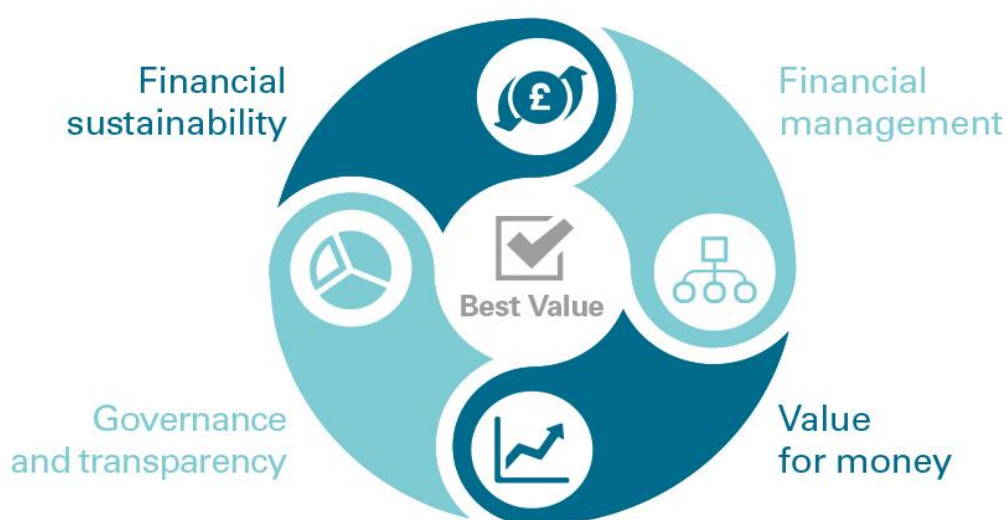 Financial
sustainability
£
Financial
management
Best Value
Governance
and transparency
Value
for money